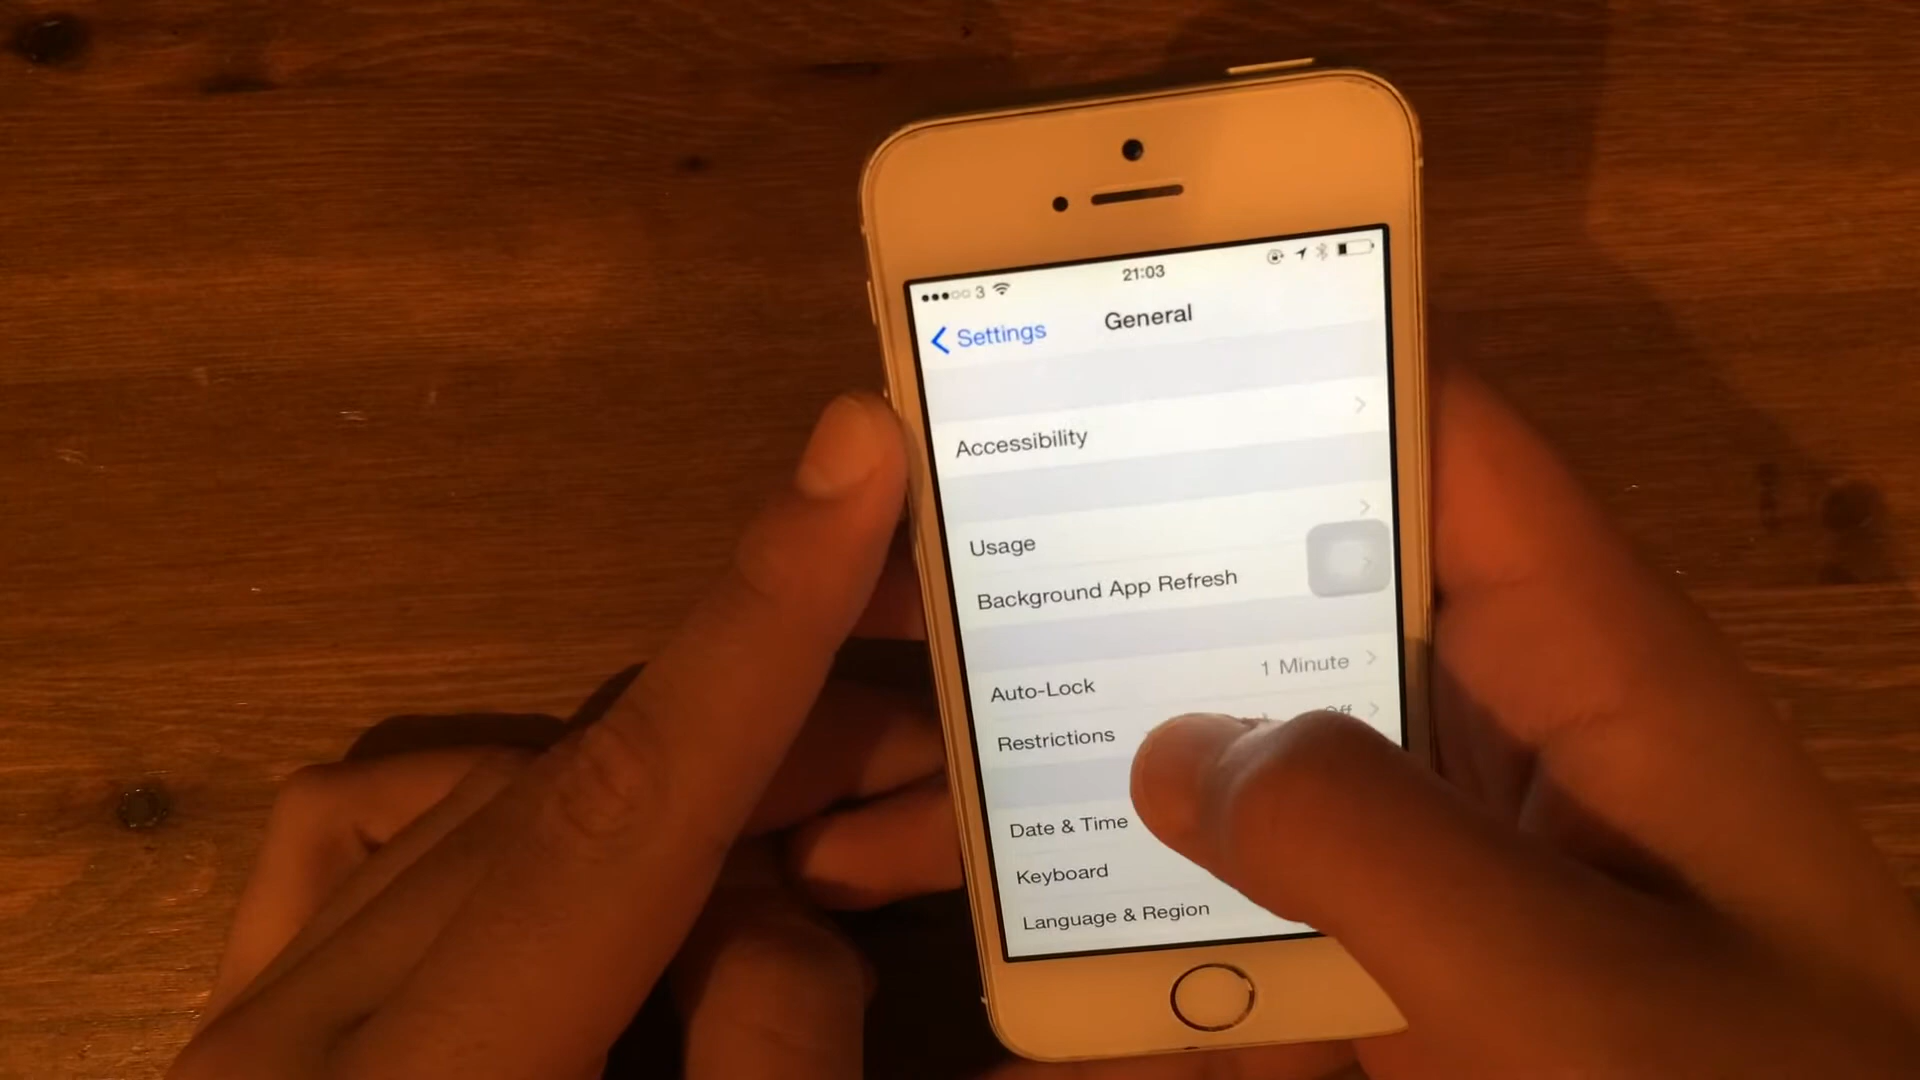 3 21:03
Settings General
Accessibility
Usage
Background App Refresh
Auto-Lock 1 Minute
Restrictions Off
Date & Time
Keyboard
Language & Region